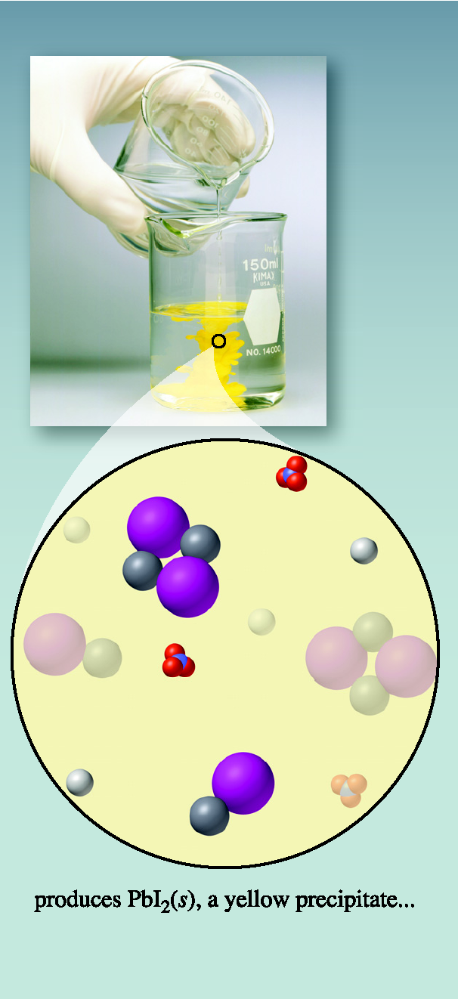 150ml
KIMAX
USA
NO. 14000
produces PbI₂(s), a yellow precipitate...